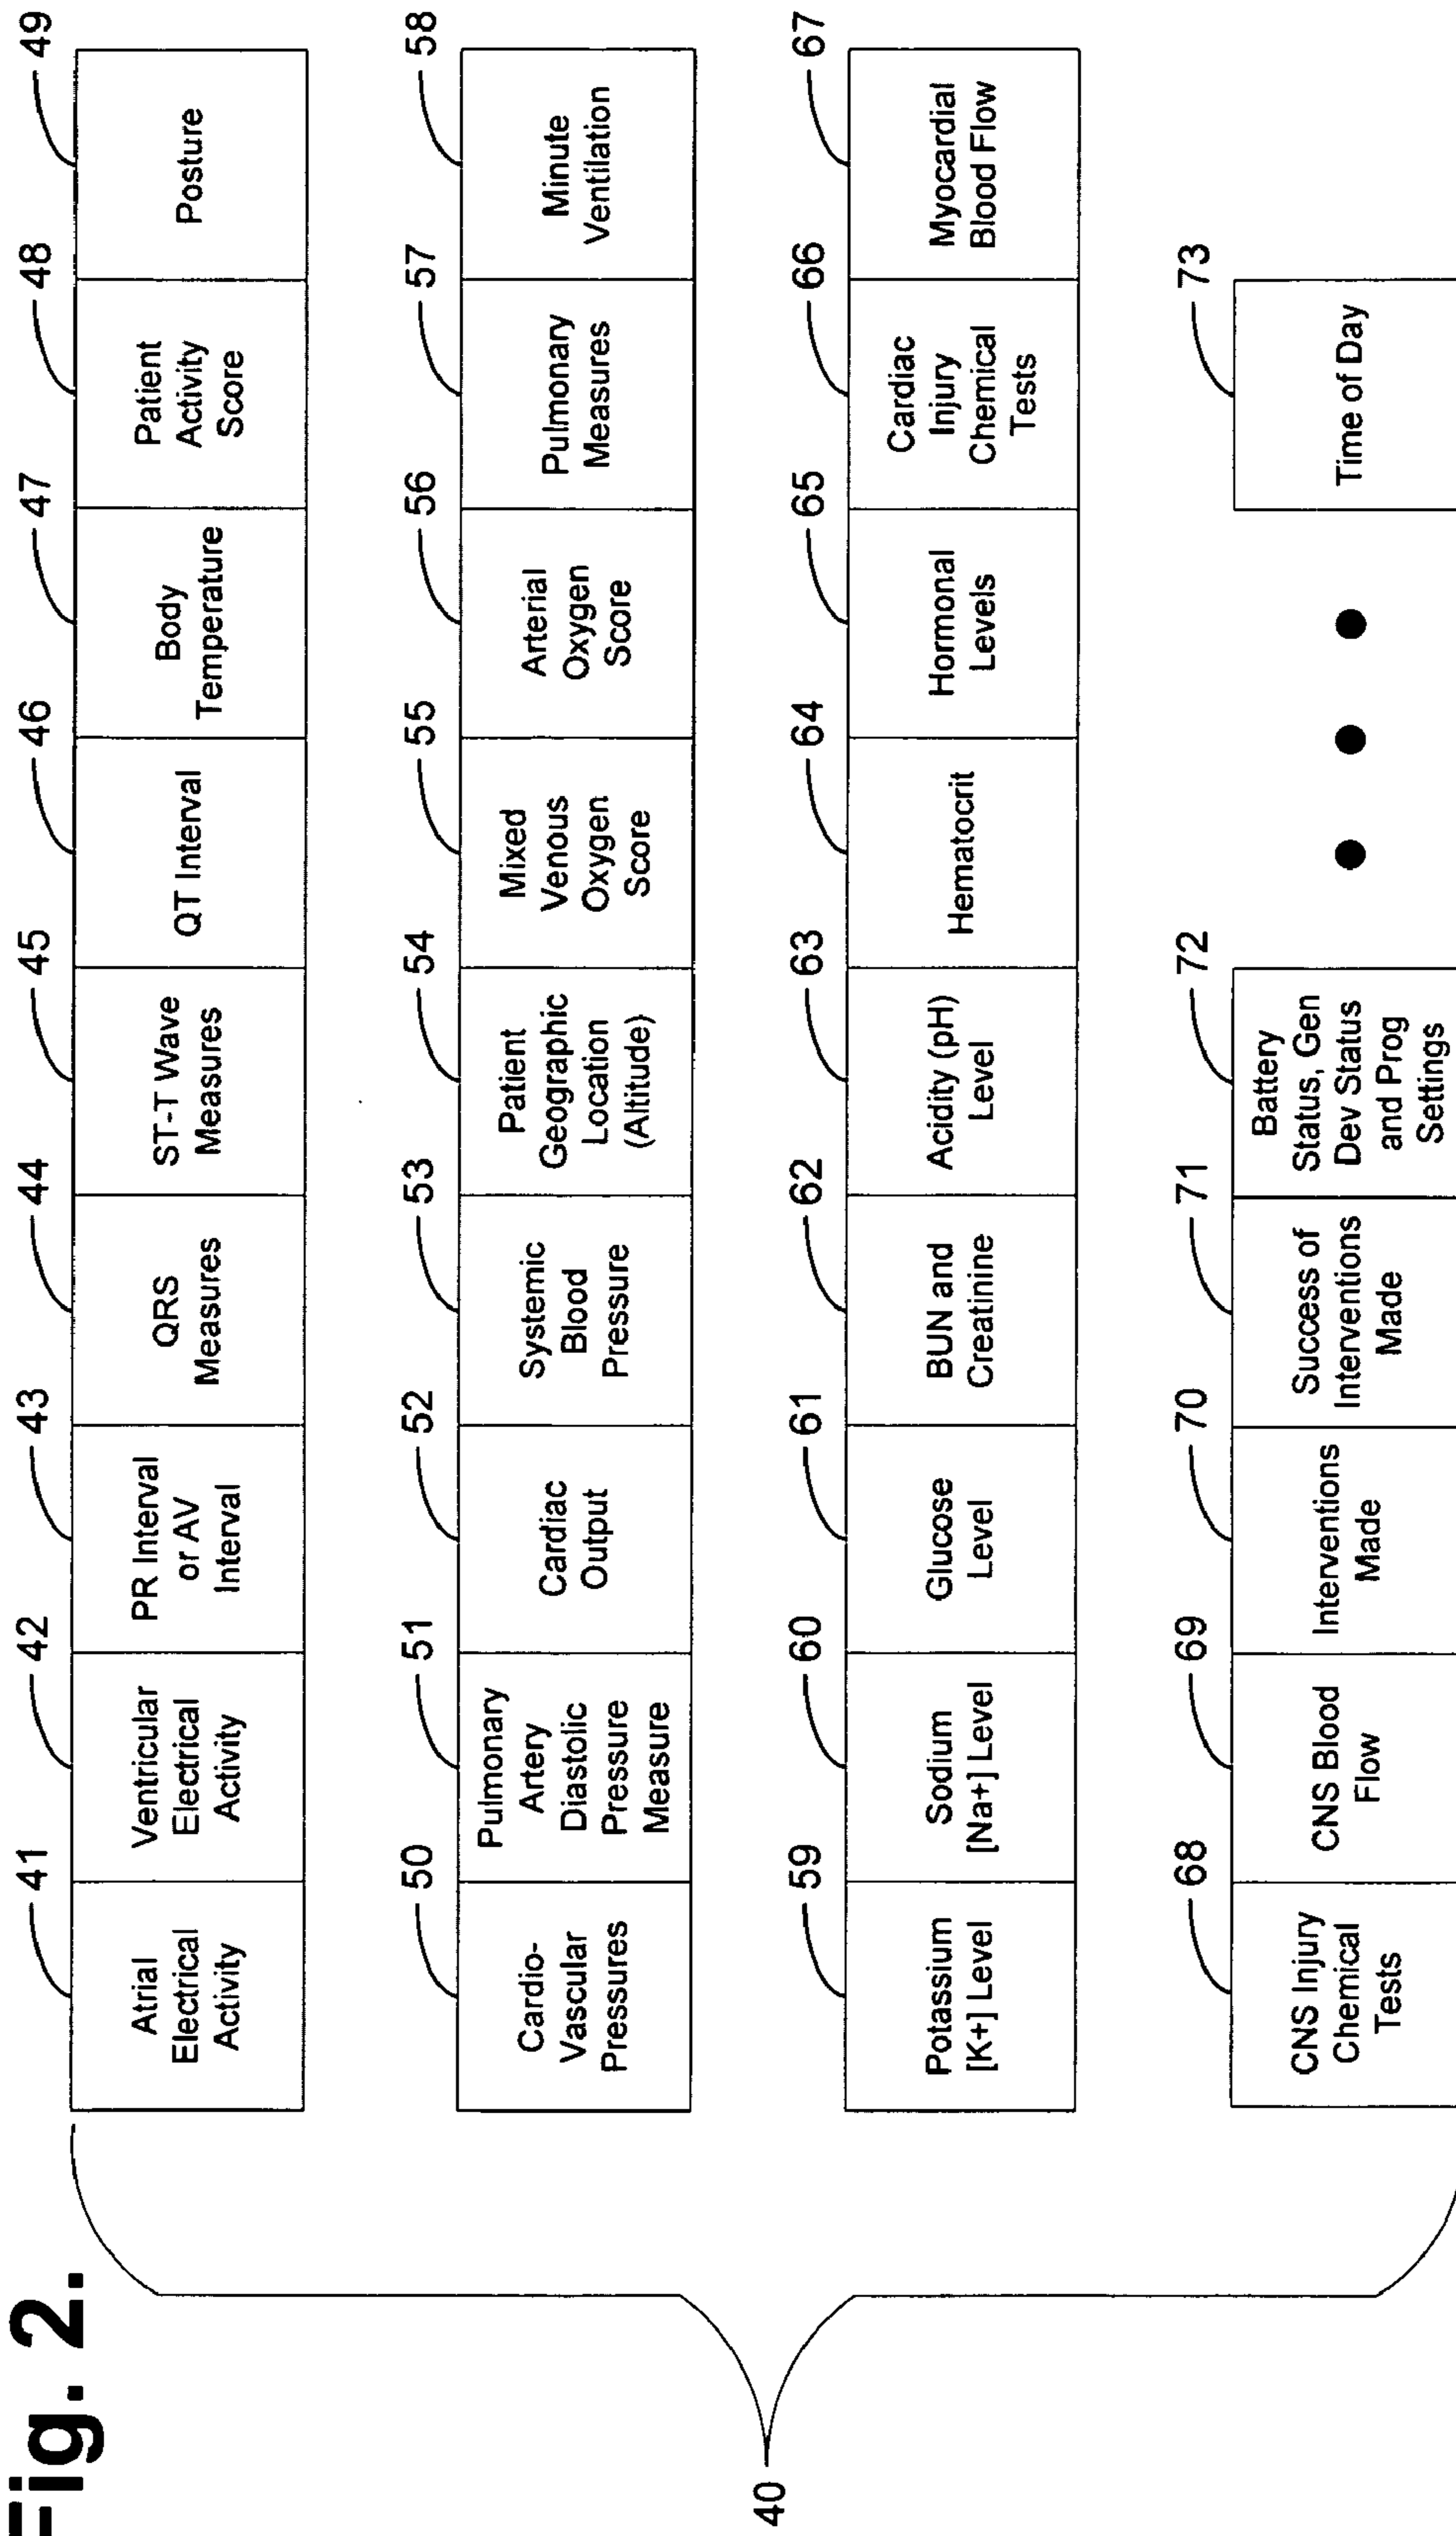 Fig. 2.
40
41
42
43
44
45
46
47
48
49
Atrial
Electrical
Activity
Ventricular
Electrical
Activity
PR Interval
or AV
Interval
QRS
Measures
ST-T Wave
Measures
QT Interval
Body
Temperature
Patient
Activity
Score
Posture
50
51
52
53
54
55
56
57
58
Cardio-
Vascular
Pressures
Pulmonary
Artery
Diastolic
Pressure
Measure
Cardiac
Output
Systemic
Blood
Pressure
Patient
Geographic
Location
(Altitude)
Mixed
Venous
Oxygen
Score
Arterial
Oxygen
Score
Pulmonary
Measures
Minute
Ventilation
59
60
61
62
63
64
65
66
67
Potassium
[K+] Level
Sodium
[Na+] Level
Glucose
Level
BUN and
Creatinine
Acidity (pH)
Level
Hematocrit
Hormonal
Levels
Cardiac
Injury
Chemical
Tests
Myocardial
Blood Flow
68
69
70
71
72
73
CNS Injury
Chemical
Tests
CNS Blood
Flow
Interventions
Made
Success of
Interventions
Made
Battery
Status, Gen
Dev Status
and Prog
Settings
Time of Day